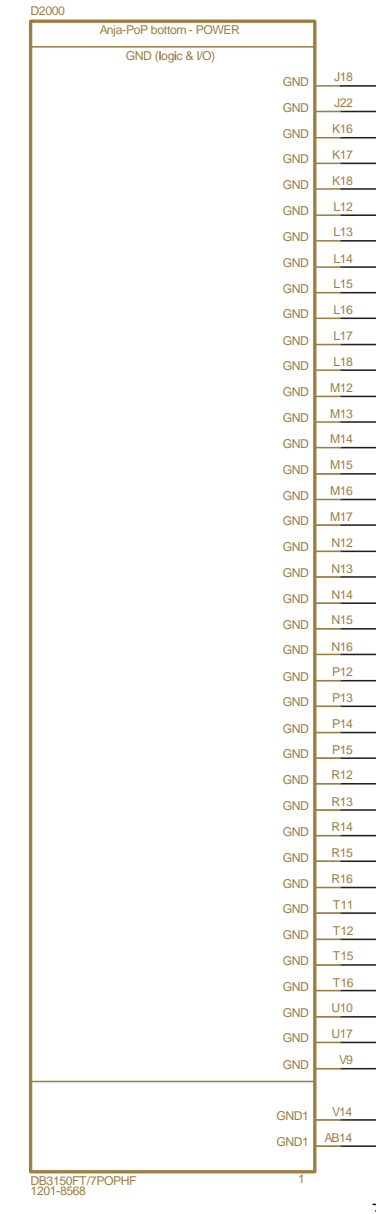 D2000
Anja-PoP bottom - POWER
GND (logic & I/O)
GND J18
GND J22
GND K16
GND K17
GND K18
GND L12
GND L13
GND L14
GND L15
GND L16
GND L17
GND L18
GND M12
GND M13
GND M14
GND M15
GND M16
GND M17
GND N12
GND N13
GND N14
GND N15
GND N16
GND P12
GND P13
GND P14
GND P15
GND R12
GND R13
GND R14
GND R15
GND R16
GND T11
GND T12
GND T15
GND T16
GND U10
GND U17
GND V9
GND1 V14
GND1 AB14
DB3150FT/7POPHF 1
1201-8568